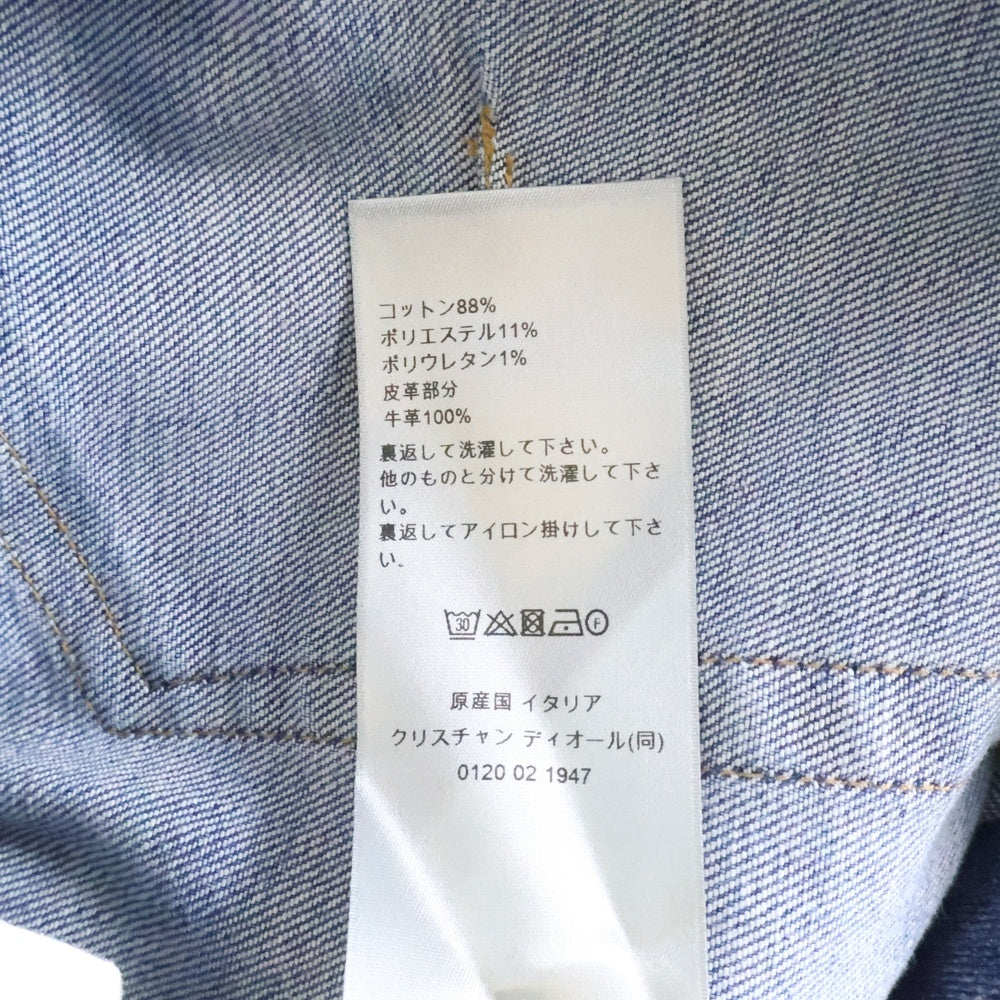 コットン88%
ポリエステル11%
ポリウレタン1%
皮革部分
牛革100%
裏返して洗濯して下さい。
他のものと分けて洗濯して下さ
い。
裏返してアイロン掛けして下さ
い。
30 F
原産国 イタリア
クリスチャン ディオール(同)
0120 02 1947